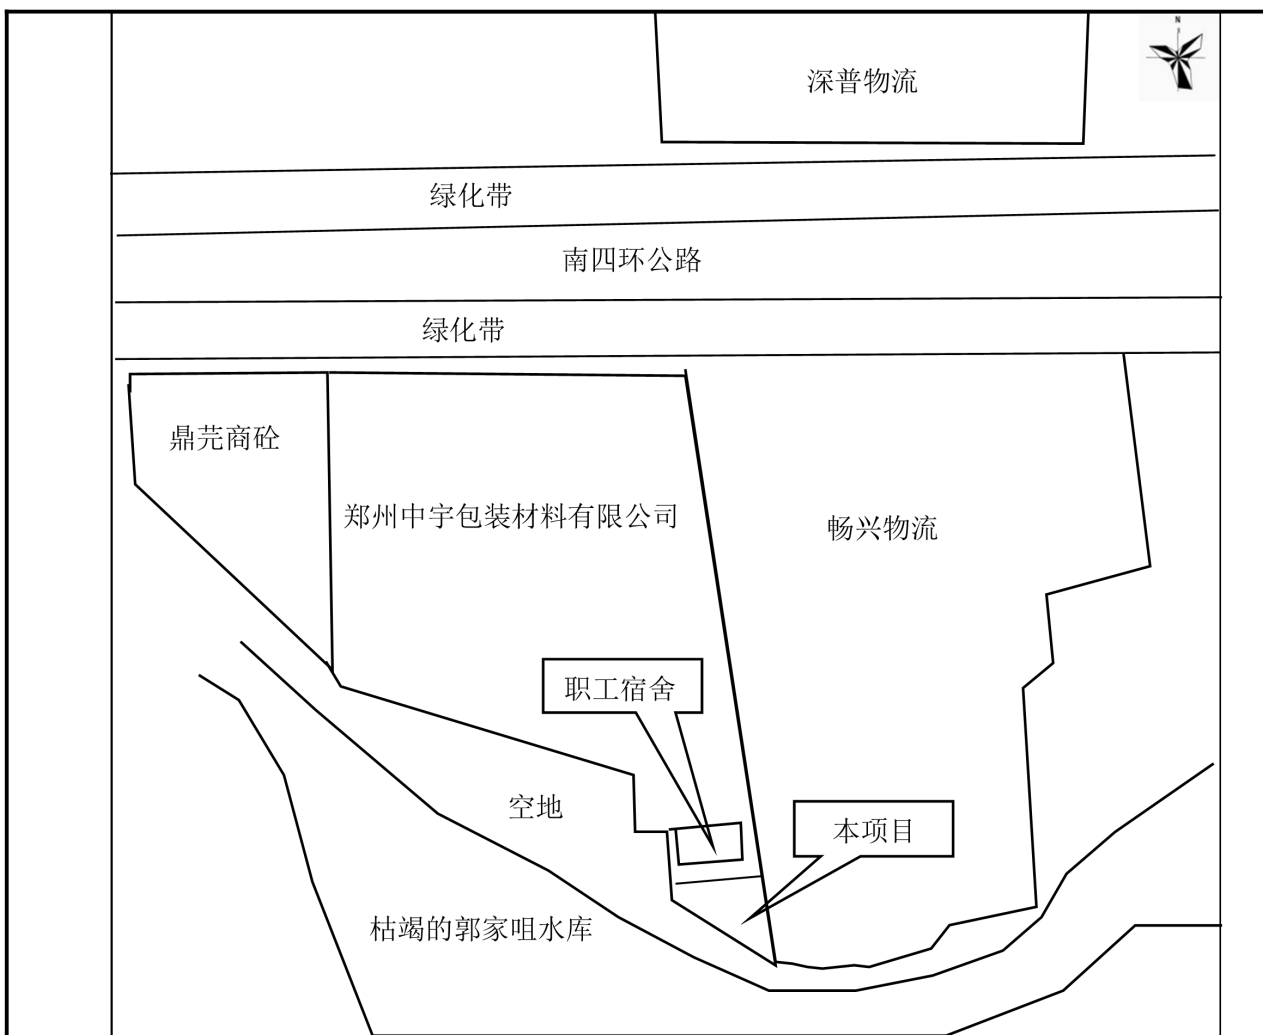 N
深普物流
绿化带
南四环公路
绿化带
鼎芫商砼
郑州中宇包装材料有限公司
畅兴物流
职工宿舍
空地
本项目
枯竭的郭家咀水库